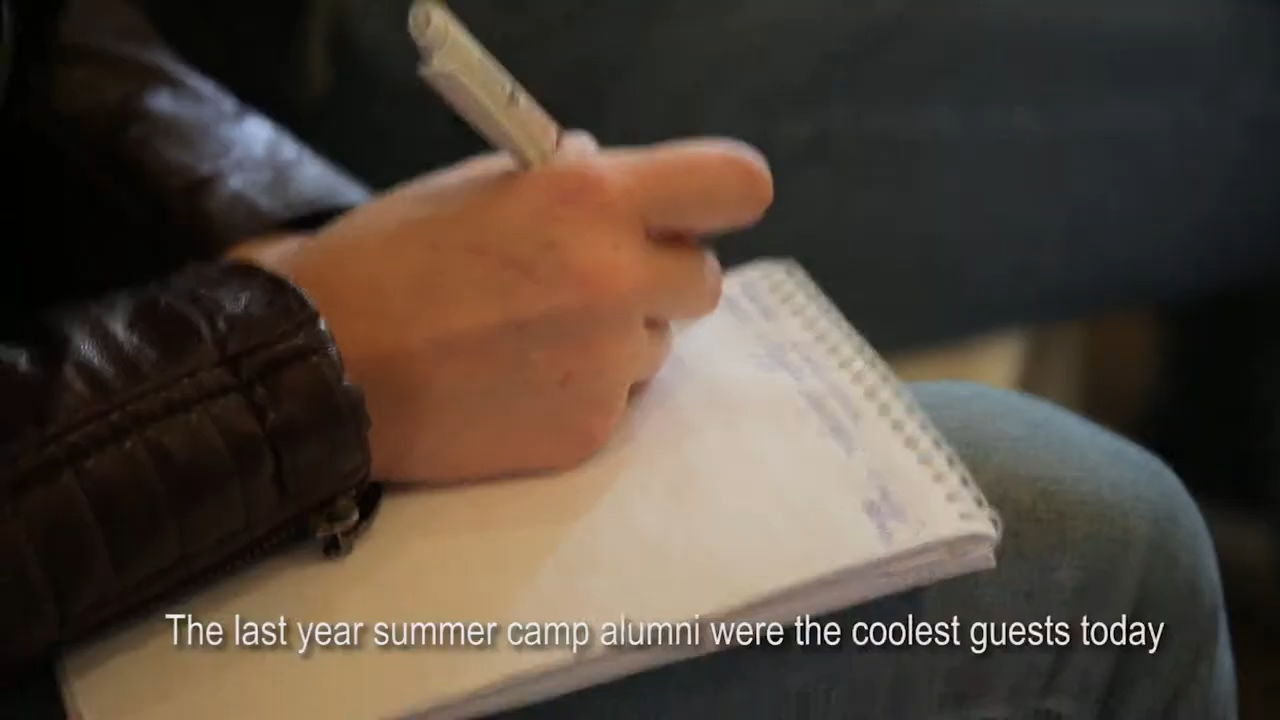 The last year summer camp alumni were the coolest guests today